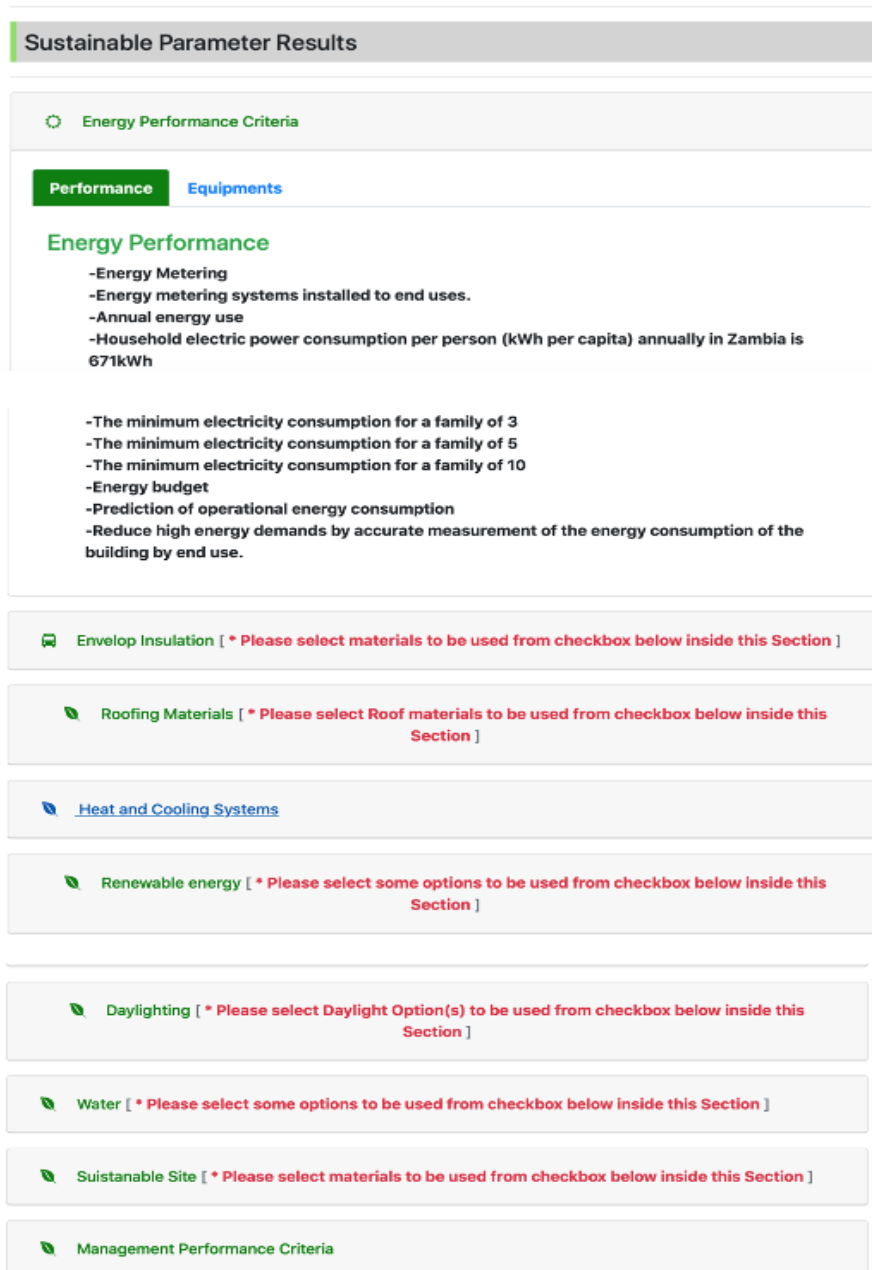 Sustainable Parameter Results
Energy Performance Criteria
Performance
Equipments
Energy Performance
-Energy Metering
-Energy metering systems installed to end uses.
-Annual energy use
-Household electric power consumption per person (kWh per capita) annually in Zambia is
671kWh
-The minimum electricity consumption for a family of 3
-The minimum electricity consumption for a family of 5
-The minimum electricity consumption for a family of 10
-Energy budget
-Prediction of operational energy consumption
-Reduce high energy demands by accurate measurement of the energy consumption of the
building by end use.
Envelop Insulation [ * Please select materials to be used from checkbox below inside this Section ]
Roofing Materials [ * Please select Roof materials to be used from checkbox below inside this
Section ]
Heat and Cooling Systems
Renewable energy [ * Please select some options to be used from checkbox below inside this
Section ]
Daylighting [ * Please select Daylight Option(s) to be used from checkbox below inside this
Section ]
Water [ * Please select some options to be used from checkbox below inside this Section ]
Suistanable Site [ * Please select materials to be used from checkbox below inside this Section ]
Management Performance Criteria